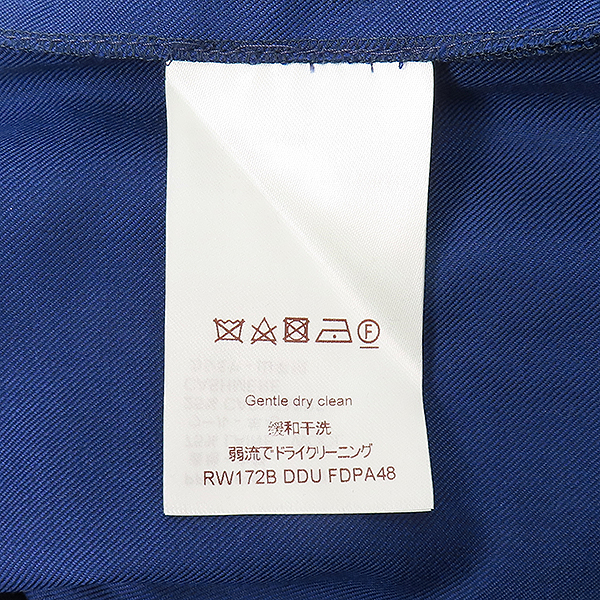 Gentle dry clean
缓和干洗
弱流でドライクリーニング
RW172B DDU FDPA48